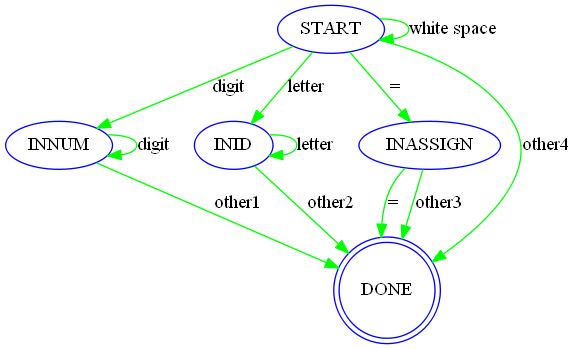 START
white space
digit
letter
=
INNUM
digit
INID
letter
INASSIGN
other4
other1
other2
=
other3
DONE